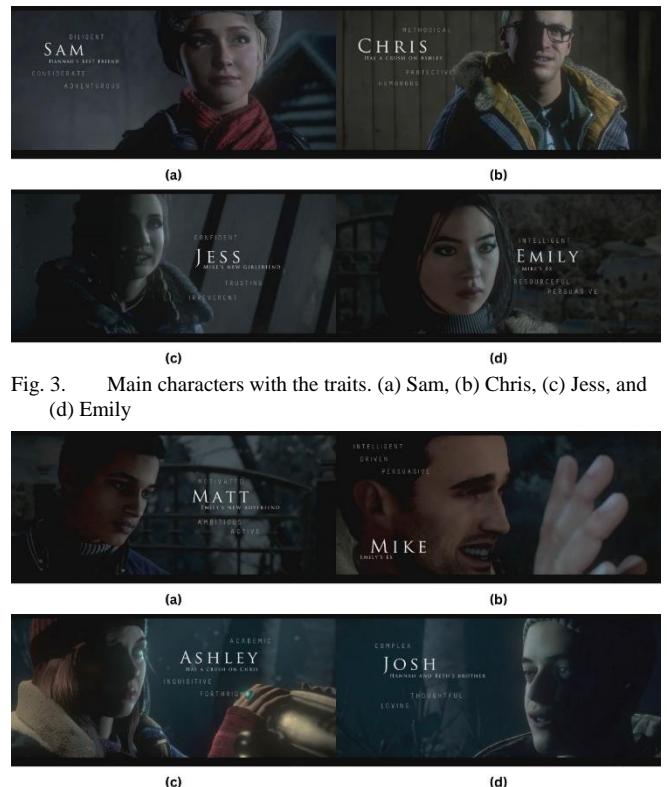 DILIGENT
SAM
HANNAH'S BEST FRIEND
CONSIDERATE
ADVENTUROUS
METHODICAL
CHRIS
HAS A CRUSH ON ASHLEY
PROTECTIVE
HUMOROUS
(a)
(b)
CONFIDENT
JESS
MIKE'S NEW GIRLFRIEND
TRUSTING
IRREVERENT
INTELLIGENT
EMILY
MIKE'S EX
RESOURCEFUL
PERSUASIVE
(c)
(d)
Fig. 3. Main characters with the traits. (a) Sam, (b) Chris, (c) Jess, and
(d) Emily
MOTIVATED
MATT
EMILY'S NEW BOYFRIEND
AMBITIOUS
ACTIVE
INTELLIGENT
DRIVEN
PERSUASIVE
MIKE
EMILY'S EX
(a)
(b)
ACADEMIC
ASHLEY
HAS A CRUSH ON CHRIS
INQUISITIVE
FORTHRIGHT
COMPLEX
JOSH
HANNAH AND BETH'S BROTHER
THOUGHTFUL
LOVING
(c)
(d)